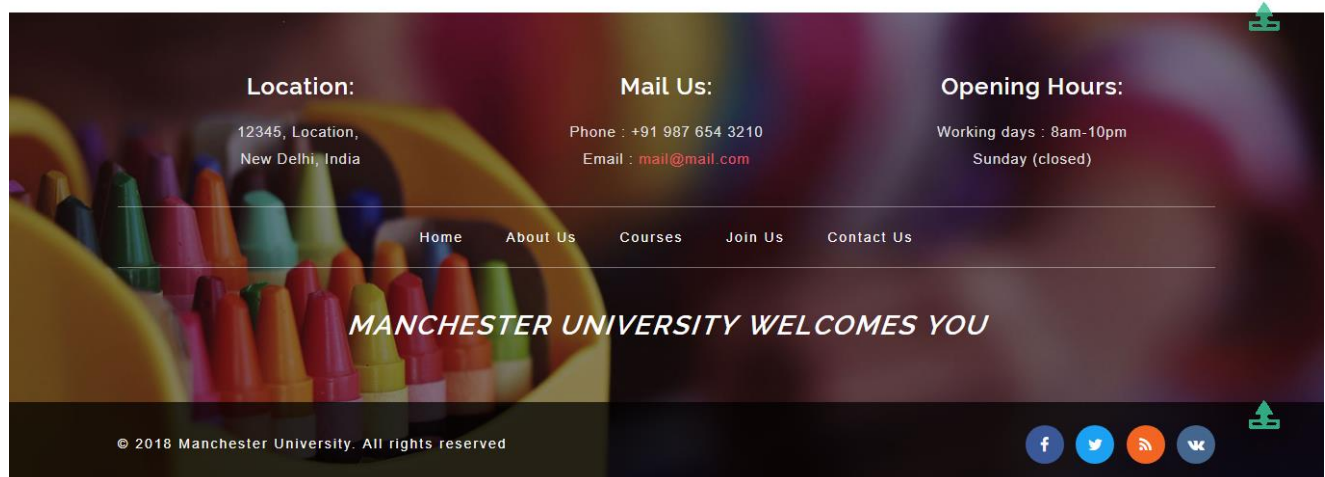 Location:
12345, Location,
New Delhi, India
Mail Us:
Phone : +91 987 654 3210
Email : mail@mail.com
Opening Hours:
Working days : 8am-10pm
Sunday (closed)
Home About Us Courses Join Us Contact Us
MANCHESTER UNIVERSITY WELCOMES YOU
© 2018 Manchester University. All rights reserved